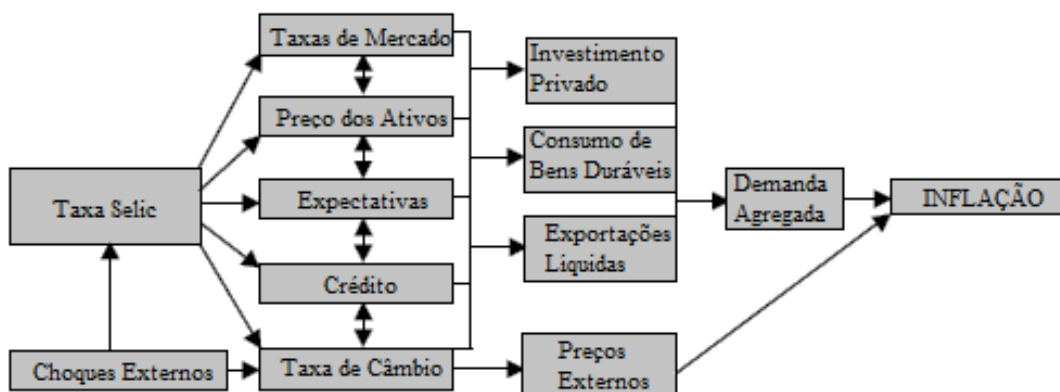 Taxa Selic
Choques Externos
Taxas de Mercado
Preço dos Ativos
Expectativas
Crédito
Taxa de Câmbio
Investimento
Privado
Consumo de
Bens Duráveis
Exportações
Líquidas
Preços
Externos
Demanda
Agregada
INFLAÇÃO